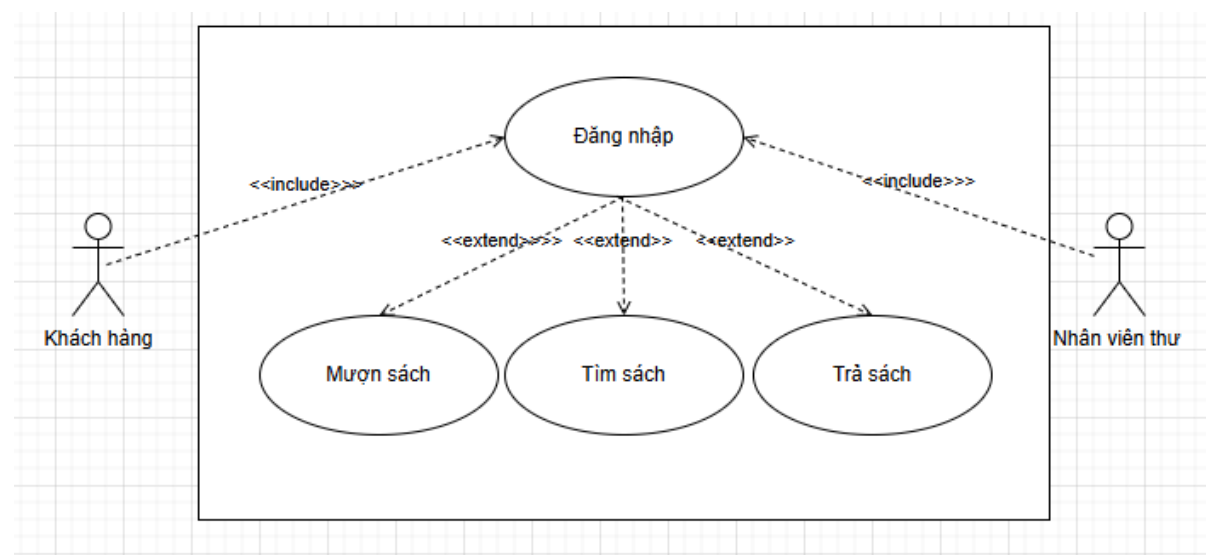 Đăng nhập
<<include>>>
<<include>>>
<<extend>>>>
<<extend>>
<<extend>>
Khách hàng
Nhân viên thư
Mượn sách
Tìm sách
Trả sách